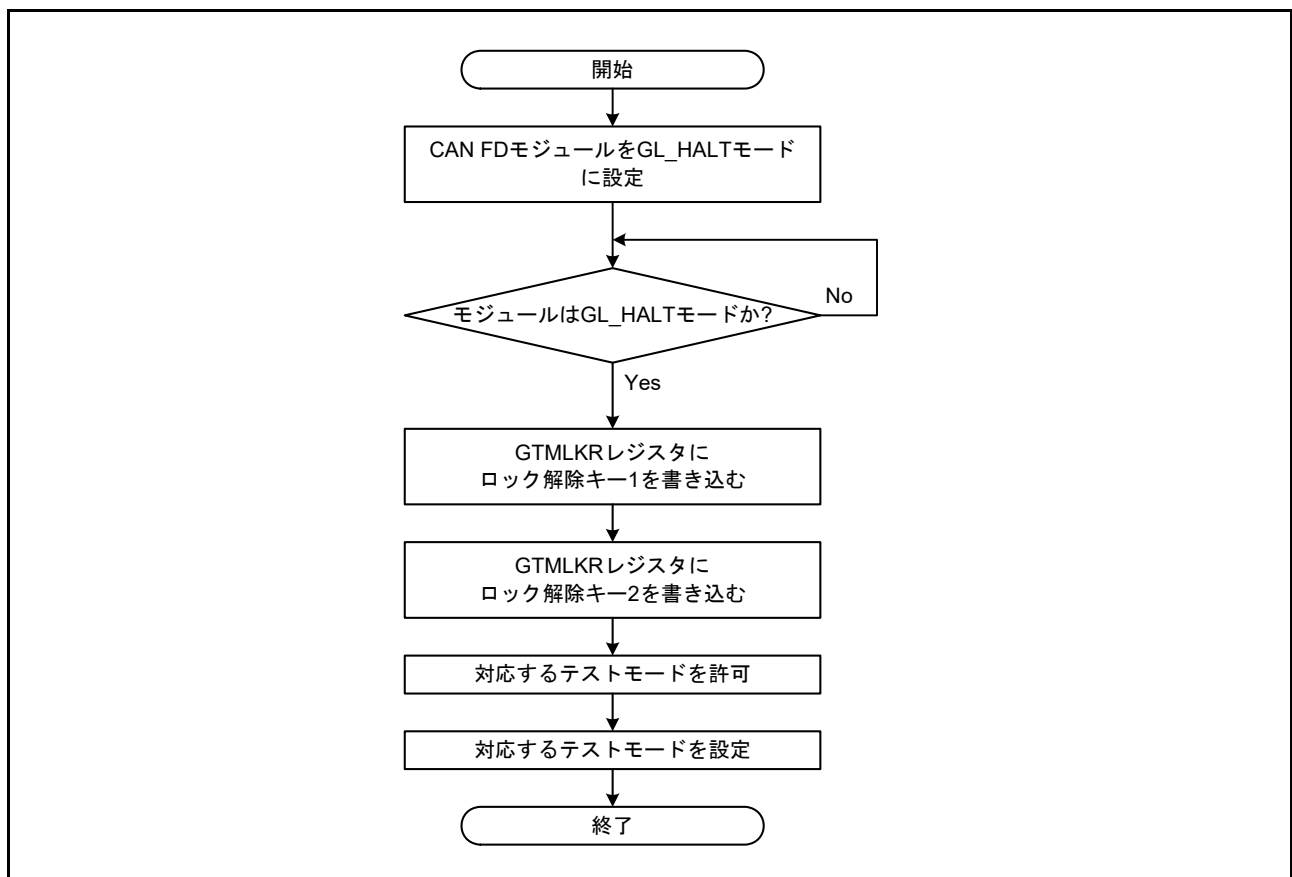 開始
CAN FDモジュールをGL_HALTモード
に設定
モジュールはGL_HALTモードか?
No
Yes
GTMLKRレジスタに
ロック解除キー1を書き込む
GTMLKRレジスタに
ロック解除キー2を書き込む
対応するテストモードを許可
対応するテストモードを設定
終了